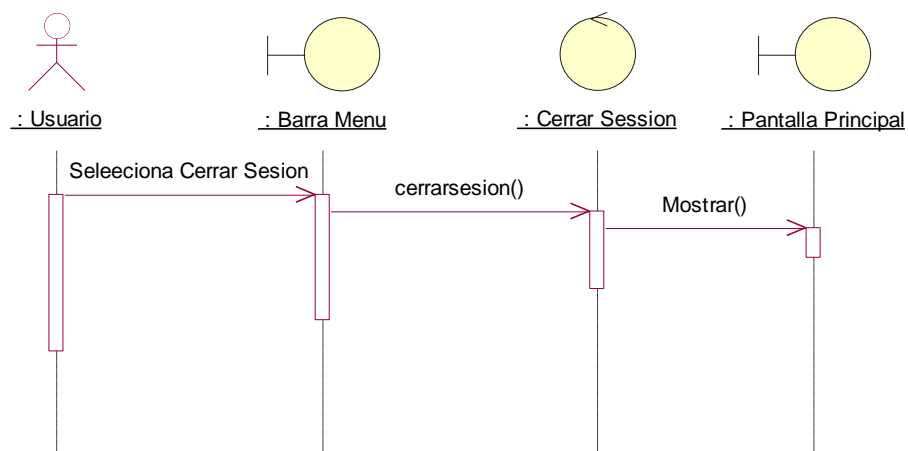 : Usuario
: Barra Menu
: Cerrar Session
: Pantalla Principal
Seleeciona Cerrar Sesion
cerrarsesion()
Mostrar()